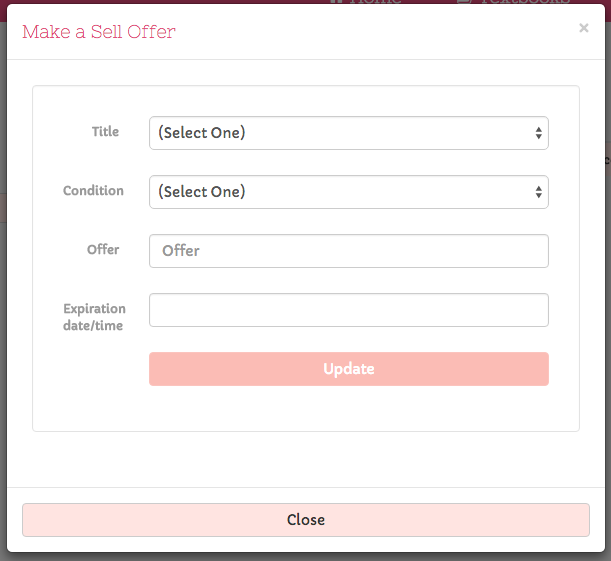 Home Textbooks
Make a Sell Offer
×
Title
(Select One)
Condition
(Select One)
Offer
Offer
Expiration
date/time
Update
Close